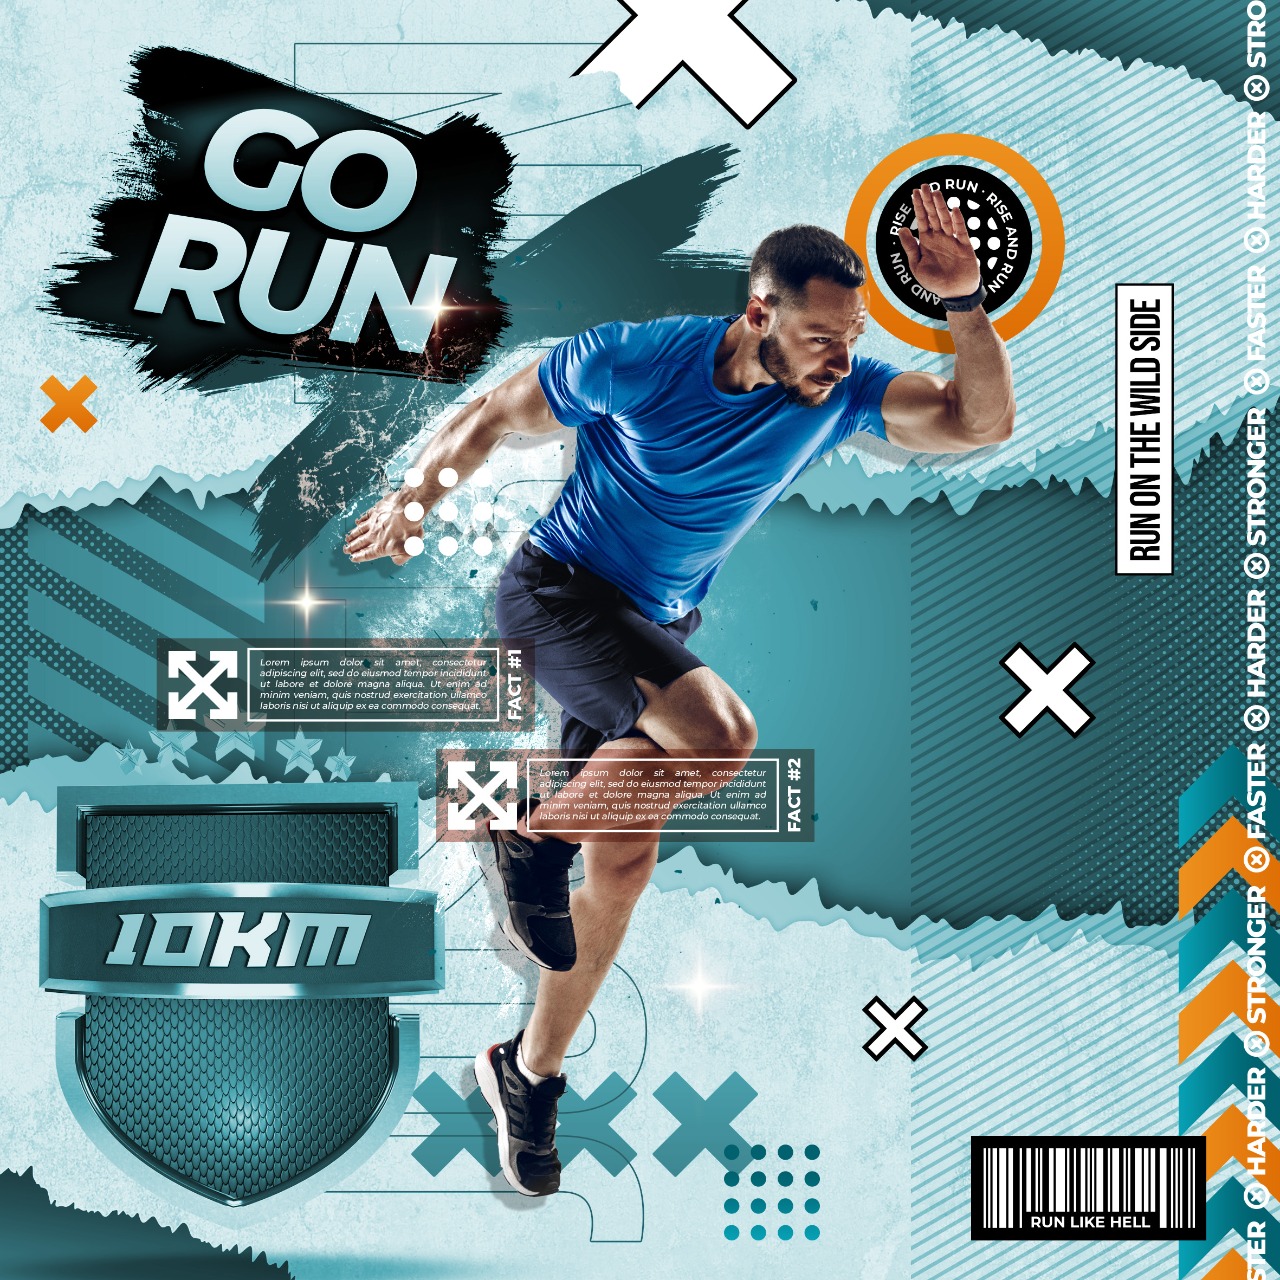 GO
RUN
D RUN · RISE AND RUN
AND RUN · RISE
RUN ON THE WILD SIDE
STRO
HARDER
FASTER
STRONGER
HARDER
FASTER
STRONGER
HARDER
STER
Lorem ipsum dolor sit amet, consectetur
adipiscing elit, sed do eiusmod tempor incididunt
ut labore et dolore magna aliqua. Ut enim ad
minim veniam, quis nostrud exercitation ullamco
laboris nisi ut aliquip ex ea commodo consequat.
FACT #1
Lorem ipsum dolor sit amet, consectetur
adipiscing elit, sed do eiusmod tempor incididunt
ut labore et dolore magna aliqua. Ut enim ad
minim veniam, quis nostrud exercitation ullamco
laboris nisi ut aliquip ex ea commodo consequat.
FACT #2
10KM
RUN LIKE HELL